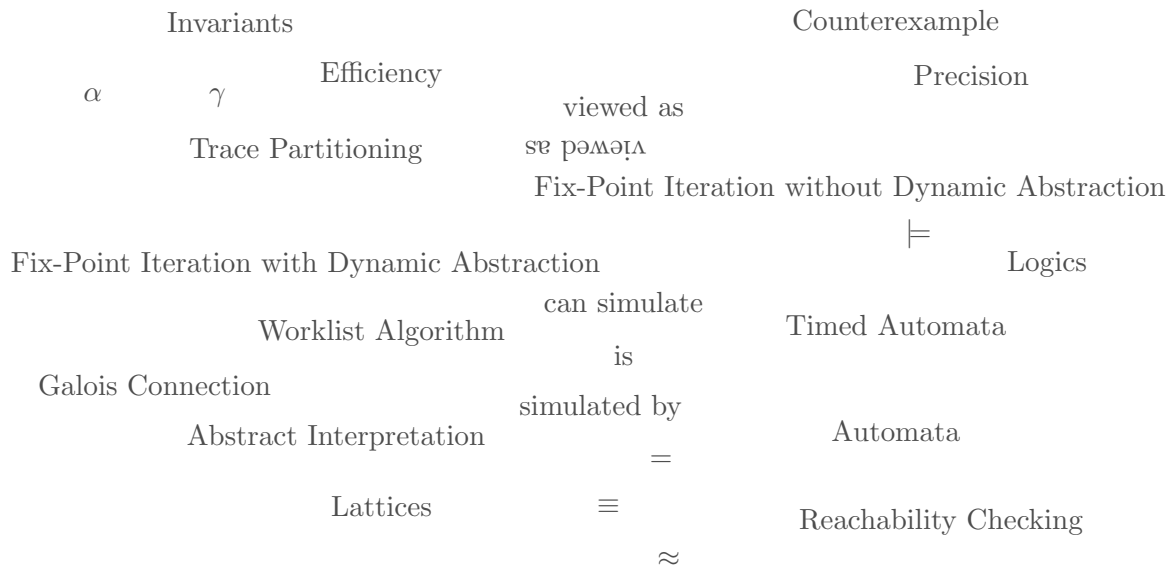 Invariants
Counterexample
Efficiency
Precision
α
γ
viewed as
Trace Partitioning
viewed as
Fix-Point Iteration without Dynamic Abstraction
⊨
Fix-Point Iteration with Dynamic Abstraction
Logics
can simulate
Worklist Algorithm
Timed Automata
is
Galois Connection
simulated by
Abstract Interpretation
Automata
=
Lattices
≡
Reachability Checking
≈